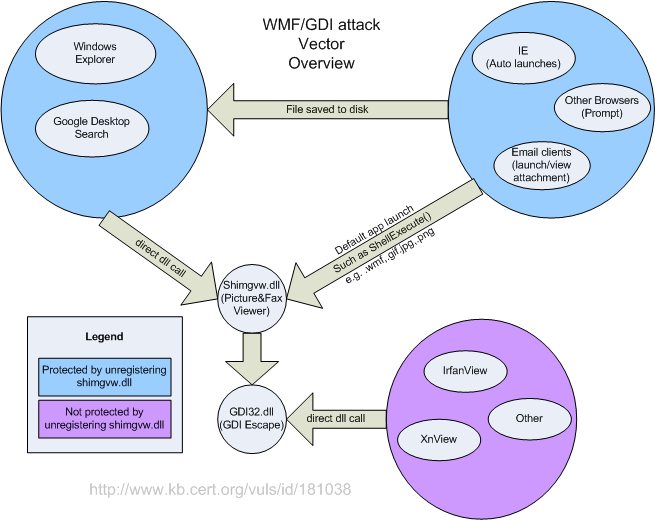 WMF/GDI attack
Vector
Overview
Windows
Explorer
Google Desktop
Search
File saved to disk
IE
(Auto launches)
Other Browsers
(Prompt)
Email clients
(launch/view
attachment)
direct dll call
Default app launch
Such as ShellExecute()
e.g. .wmf,.gif.jpg,.png
Shimgvw.dll
(Picture&Fax
Viewer)
Legend
Protected by unregistering
shimgvw.dll
Not protected by
unregistering shimgvw.dll
GDI32.dll
(GDI Escape)
direct dll call
IrfanView
Other
XnView
http://www.kb.cert.org/vuls/id/181038